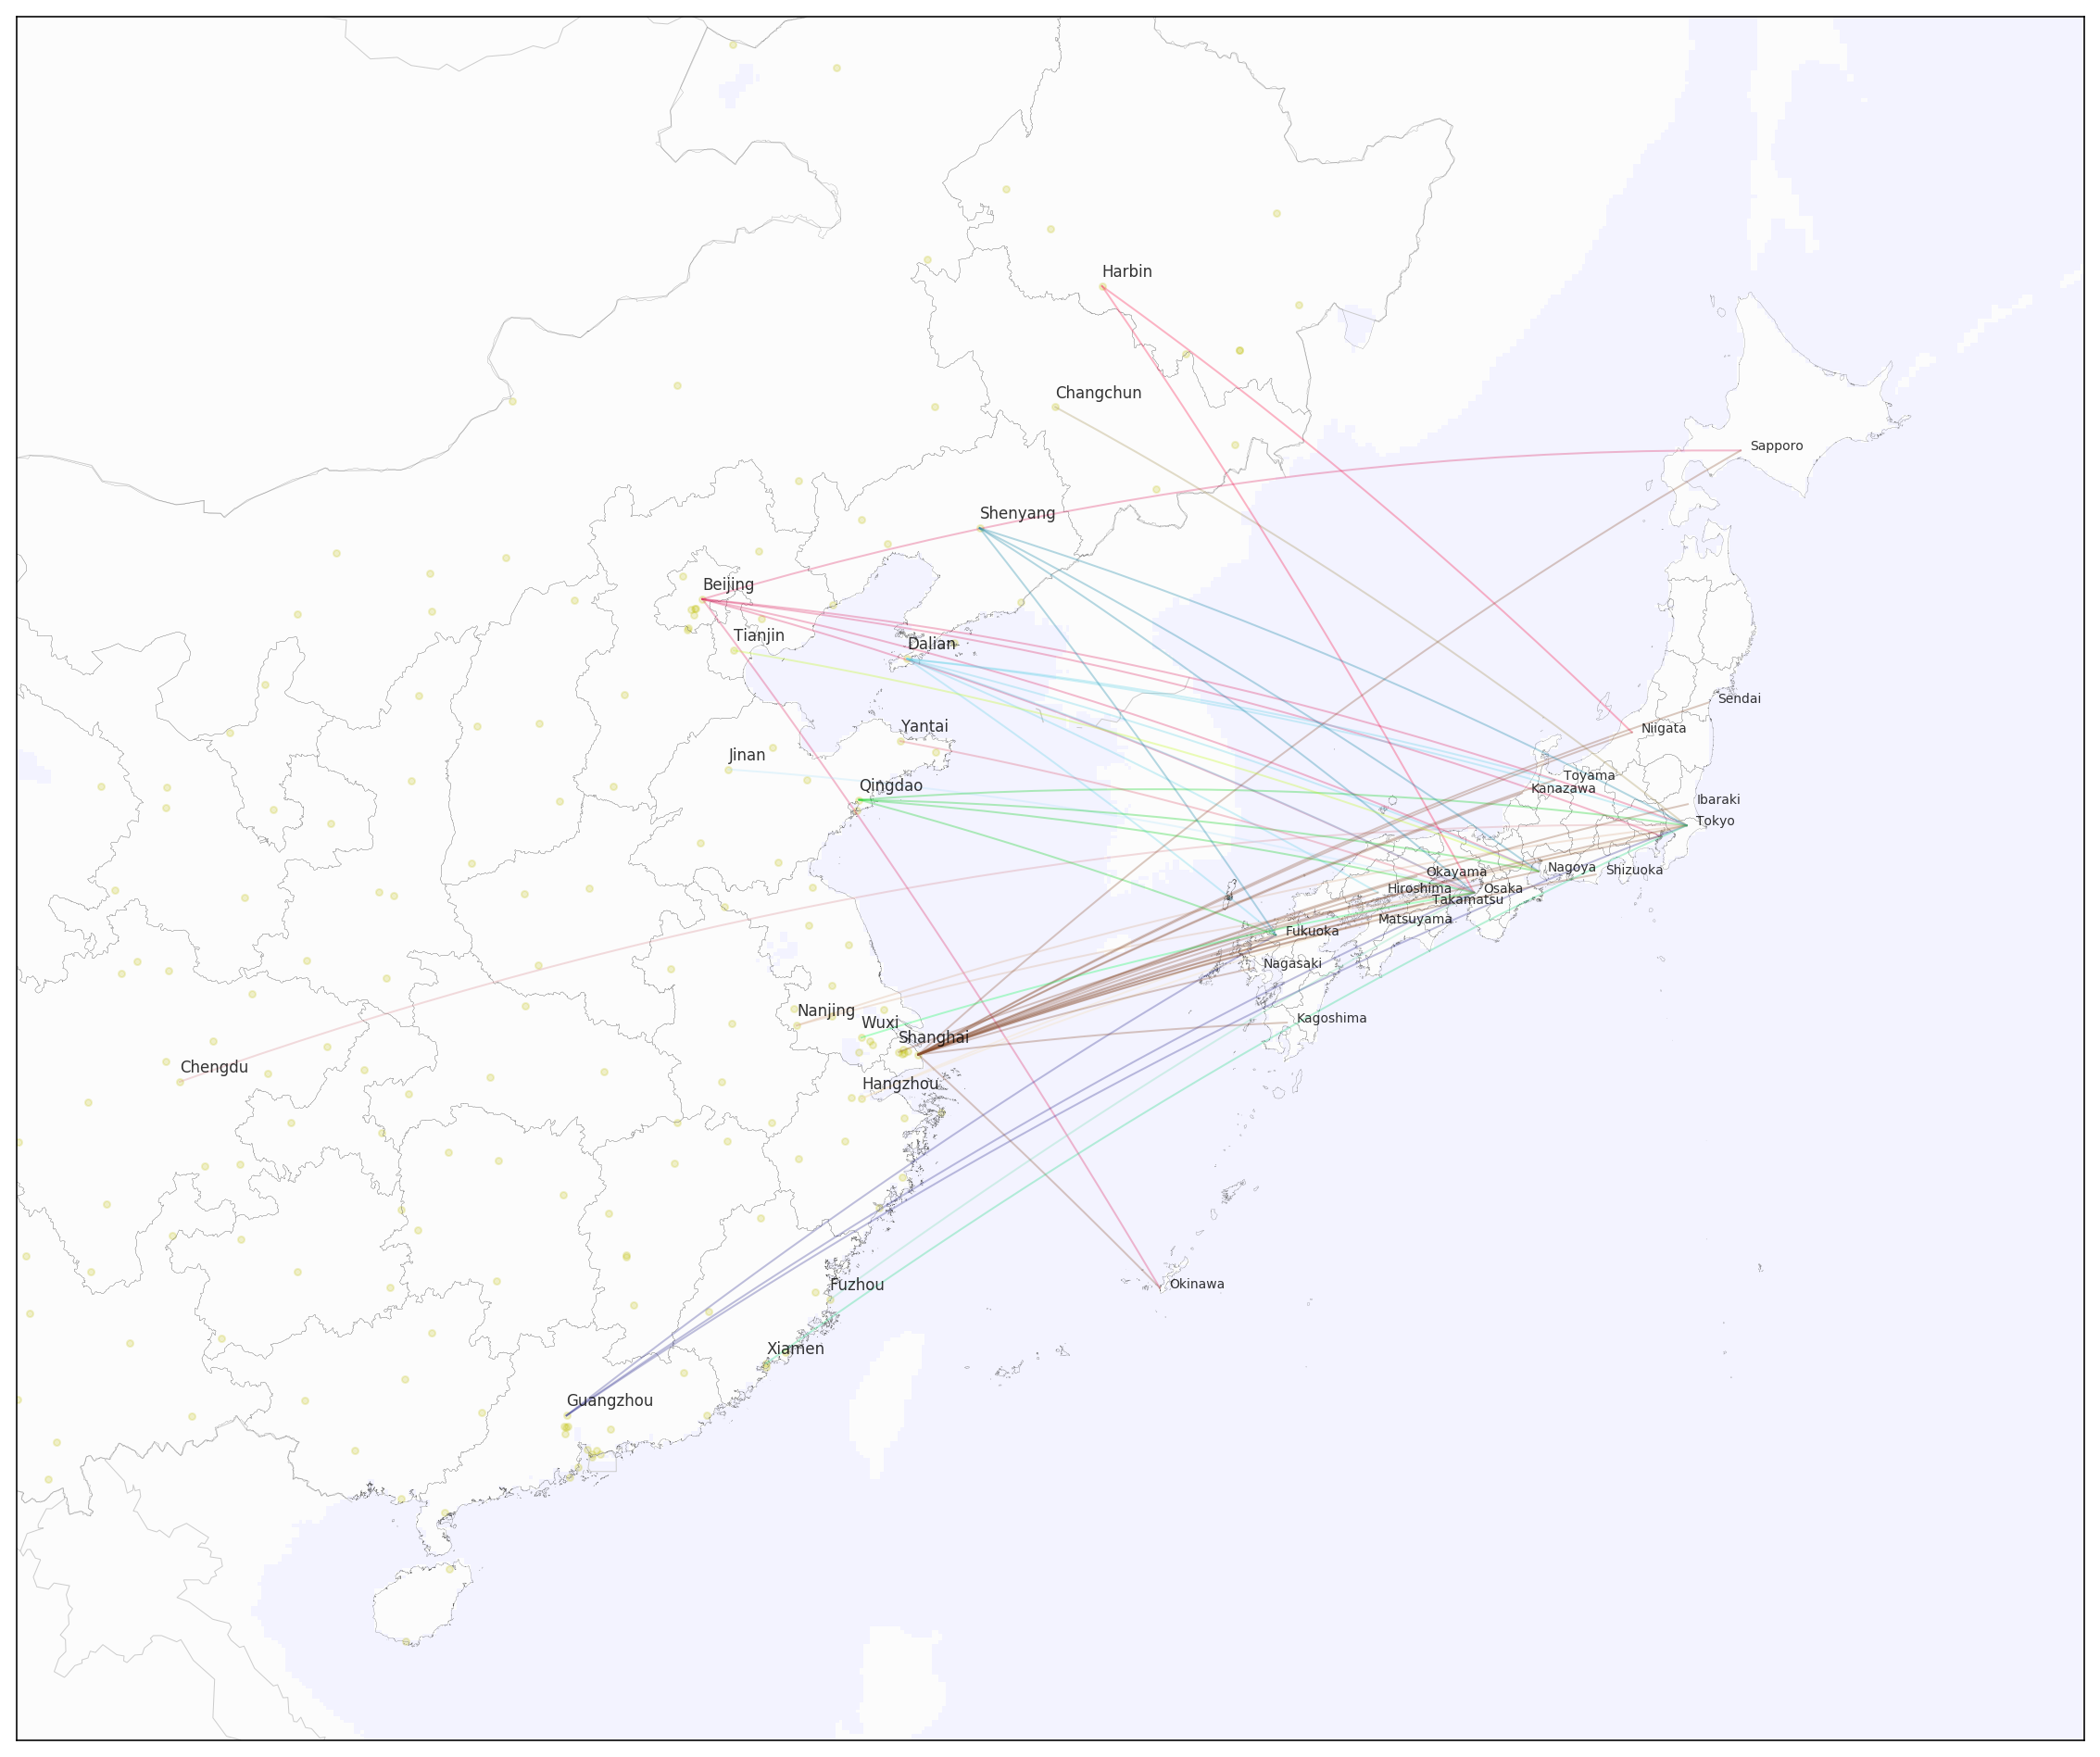 Harbin
Changchun
Sapporo
Shenyang
Beijing
Tianjin
Dalian
Sendai
Yantai
Niigata
Jinan
Toyama
Qingdao
Kanazawa
Ibaraki
Tokyo
Nagoya
Shizuoka
Okayama
Hiroshima
Osaka
Takamatsu
Matsuyama
Fukuoka
Nagasaki
Nanjing
Kagoshima
Wuxi
Shanghai
Chengdu
Hangzhou
Okinawa
Fuzhou
Xiamen
Guangzhou